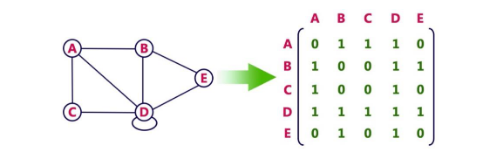 A B E C D
A B C D E
A 0 1 1 1 0
B 1 0 0 1 1
C 1 0 0 1 0
D 1 1 1 1 1
E 0 1 0 1 0